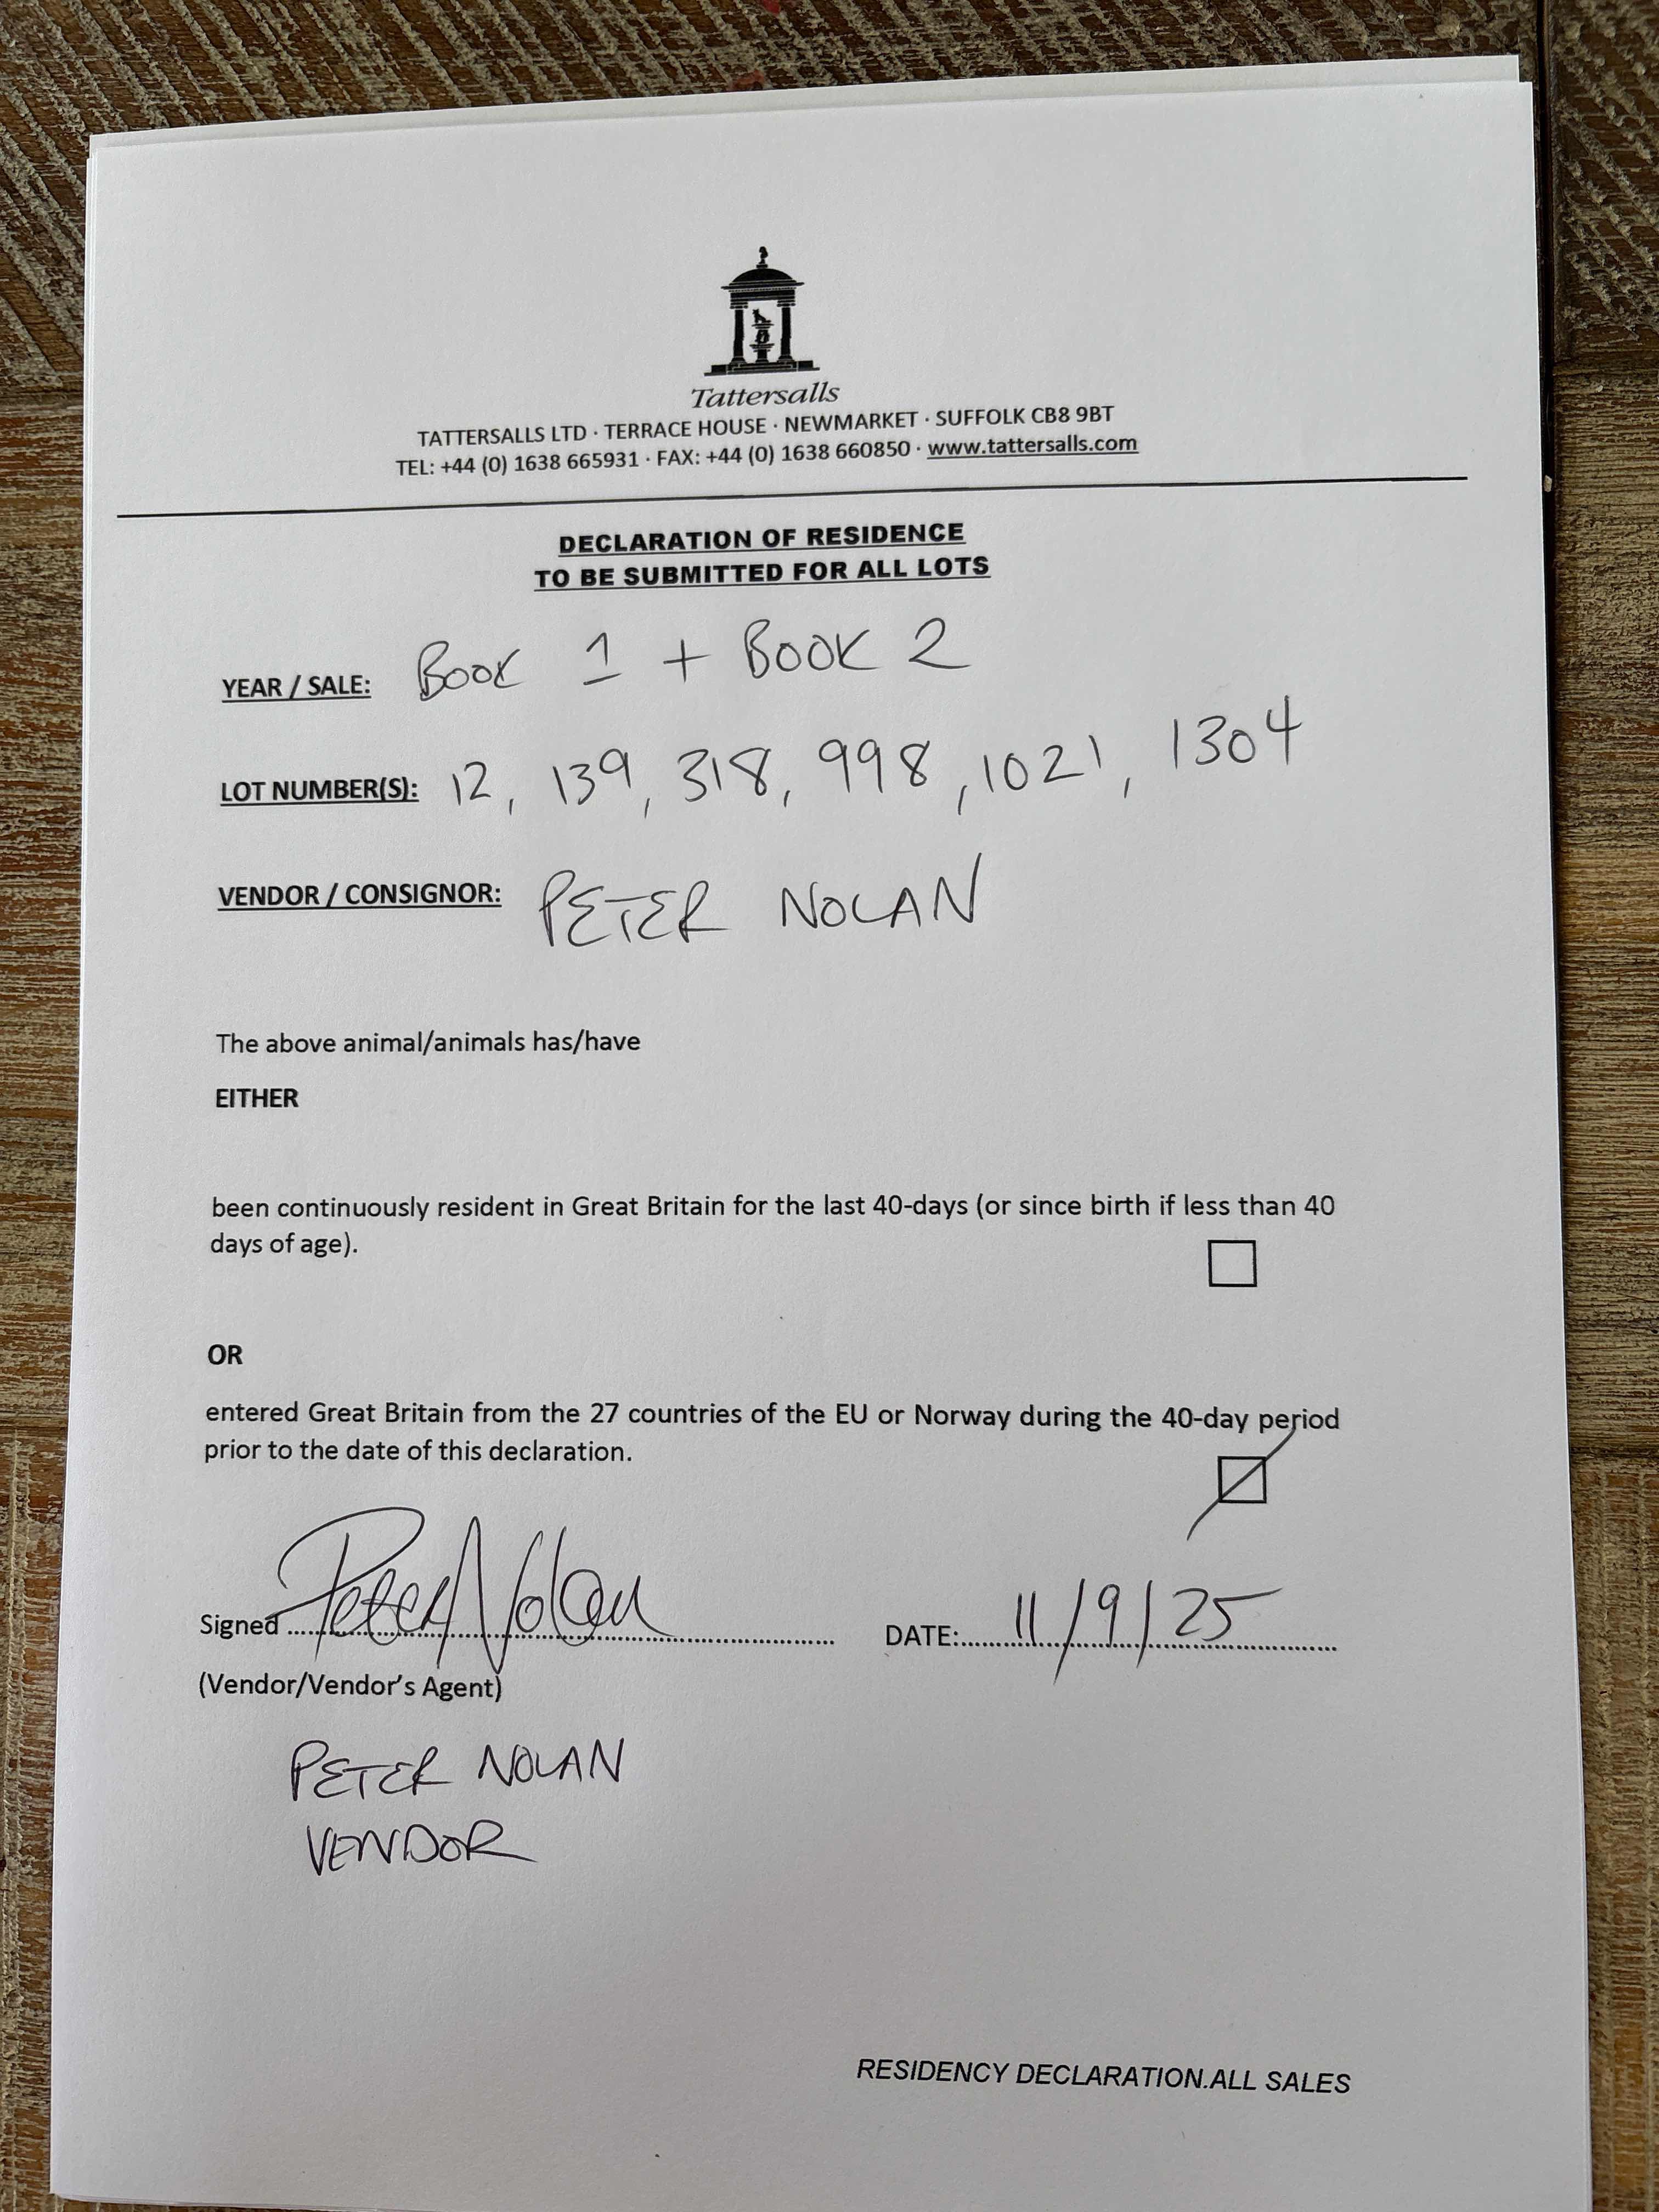 Tattersalls
TATTERSALLS LTD · TERRACE HOUSE · NEWMARKET · SUFFOLK CB8 9BT
TEL: +44 (0) 1638 665931 · FAX: +44 (0) 1638 660850 · www.tattersalls.com
DECLARATION OF RESIDENCE
TO BE SUBMITTED FOR ALL LOTS
YEAR / SALE: BOOK 1 + BOOK 2
LOT NUMBER(S): 12, 139, 318, 998, 1021, 1304
VENDOR / CONSIGNOR: PETER NOLAN
The above animal/animals has/have
EITHER
been continuously resident in Great Britain for the last 40-days (or since birth if less than 40
days of age).
OR
entered Great Britain from the 27 countries of the EU or Norway during the 40-day period
prior to the date of this declaration.
Signed Peter Nolan DATE: 11/9/25
(Vendor/Vendor's Agent)
PETER NOLAN
VENDOR
RESIDENCY DECLARATION.ALL SALES